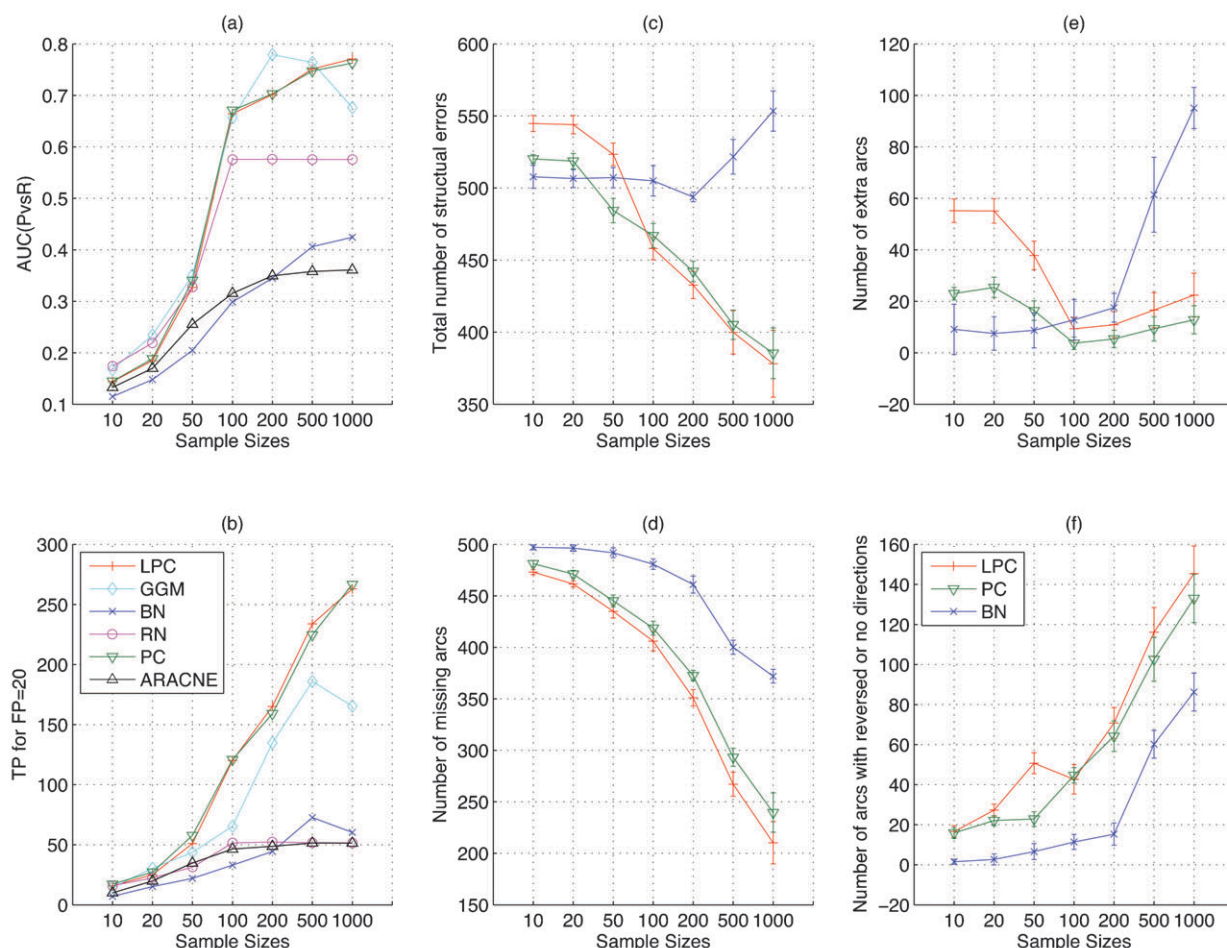 (a)
AUC(PvsR)
0.8
0.7
0.6
0.5
0.4
0.3
0.2
0.1
10 20 50 100 200 500 1000
Sample Sizes
(c)
Total number of structural errors
600
550
500
450
400
350
10 20 50 100 200 500 1000
Sample Sizes
(e)
Number of extra arcs
120
100
80
60
40
20
0
−20
10 20 50 100 200 500 1000
Sample Sizes
(b)
TP for FP=20
300
250
200
150
100
50
0
LPC
GGM
BN
RN
PC
ARACNE
10 20 50 100 200 500 1000
Sample Sizes
(d)
Number of missing arcs
500
450
400
350
300
250
200
150
10 20 50 100 200 500 1000
Sample Sizes
(f)
Number of arcs with reversed or no directions
160
140
120
100
80
60
40
20
0
−20
LPC
PC
BN
10 20 50 100 200 500 1000
Sample Sizes